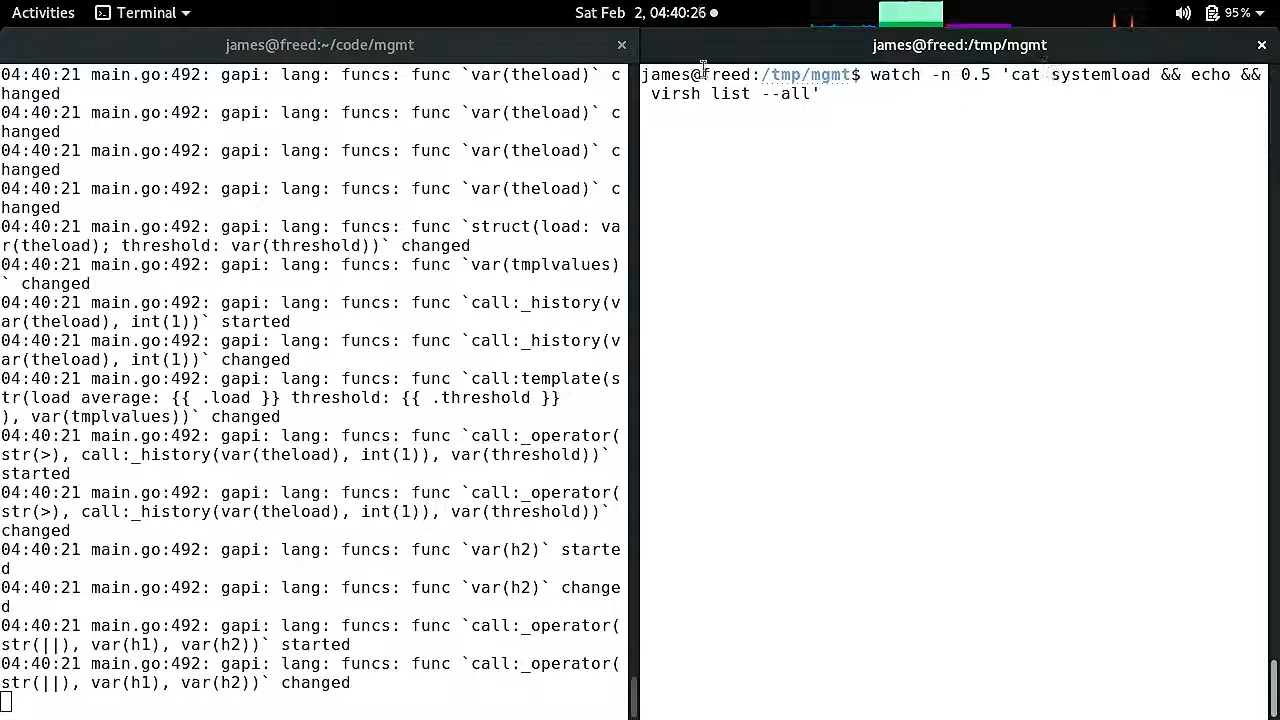 Activities
Terminal
Sat Feb 2, 04:40:26
95%
james@freed:~/code/mgmt
04:40:21 main.go:492: gapi: lang: funcs: func `var(theload)` c
hanged
04:40:21 main.go:492: gapi: lang: funcs: func `var(theload)` c
hanged
04:40:21 main.go:492: gapi: lang: funcs: func `var(theload)` c
hanged
04:40:21 main.go:492: gapi: lang: funcs: func `var(theload)` c
hanged
04:40:21 main.go:492: gapi: lang: funcs: func `struct(load: va
r(theload); threshold: var(threshold))` changed
04:40:21 main.go:492: gapi: lang: funcs: func `var(tmplvalues)
` changed
04:40:21 main.go:492: gapi: lang: funcs: func `call:_history(v
ar(theload), int(1))` started
04:40:21 main.go:492: gapi: lang: funcs: func `call:_history(v
ar(theload), int(1))` changed
04:40:21 main.go:492: gapi: lang: funcs: func `call:template(s
tr(load average: {{ .load }} threshold: {{ .threshold }}
), var(tmplvalues))` changed
04:40:21 main.go:492: gapi: lang: funcs: func `call:_operator(
str(>), call:_history(var(theload), int(1)), var(threshold))`
started
04:40:21 main.go:492: gapi: lang: funcs: func `call:_operator(
str(>), call:_history(var(theload), int(1)), var(threshold))`
changed
04:40:21 main.go:492: gapi: lang: funcs: func `var(h2)` starte
d
04:40:21 main.go:492: gapi: lang: funcs: func `var(h2)` change
d
04:40:21 main.go:492: gapi: lang: funcs: func `call:_operator(
str(||), var(h1), var(h2))` started
04:40:21 main.go:492: gapi: lang: funcs: func `call:_operator(
str(||), var(h1), var(h2))` changed
james@freed:/tmp/mgmt
james@freed:/tmp/mgmt$ watch -n 0.5 'cat systemload && echo &&
virsh list --all'